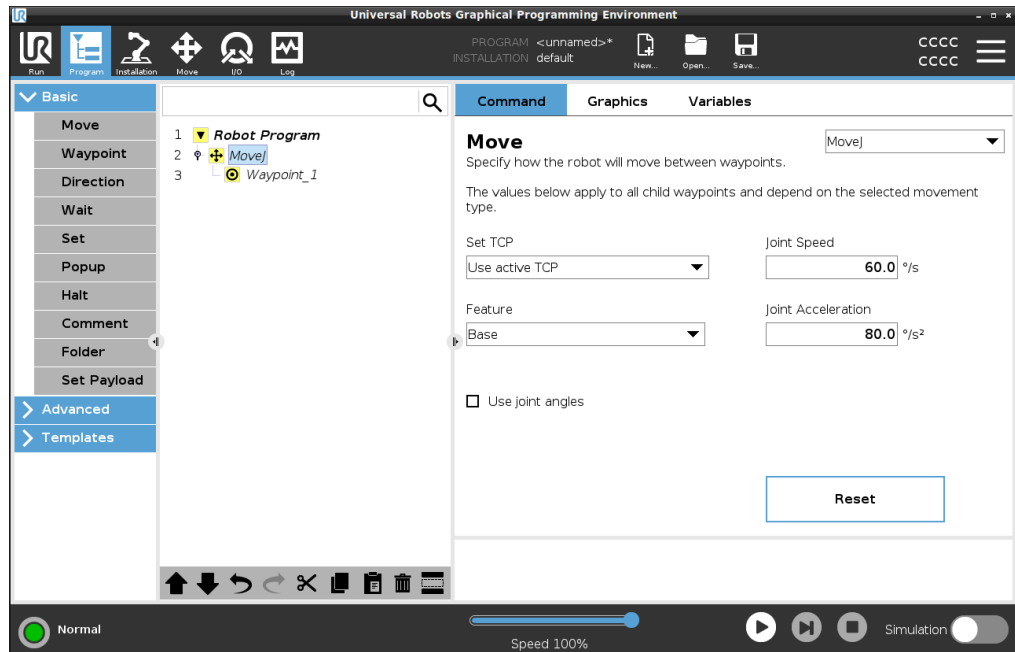 Universal Robots Graphical Programming Environment
UR
PROGRAM <unnamed>*
INSTALLATION default
Run Program Installation Move I/O Log New... Open... Save...
CCCC
CCCC
Basic
Move
Waypoint
Direction
Wait
Set
Popup
Halt
Comment
Folder
Set Payload
Advanced
Templates
1 Robot Program
2 MoveJ
3 Waypoint_1
Command Graphics Variables
Move
MoveJ
Specify how the robot will move between waypoints.
The values below apply to all child waypoints and depend on the selected movement
type.
Set TCP
Joint Speed
Use active TCP
60.0 °/s
Feature
Joint Acceleration
Base
80.0 °/s²
Use joint angles
Reset
Normal
Speed 100%
Simulation